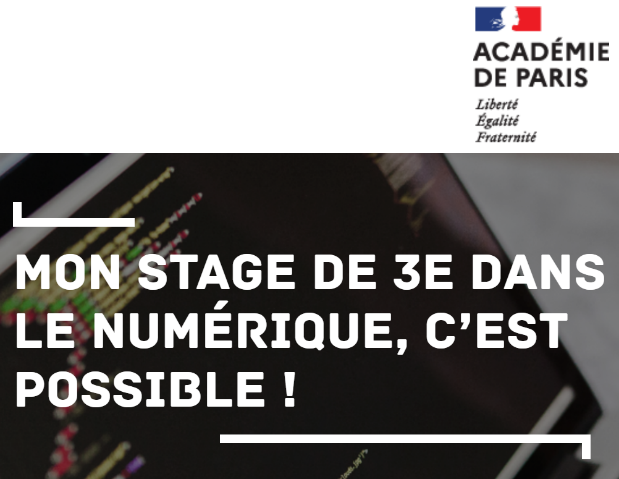 ACADÉMIE
DE PARIS
Liberté
Égalité
Fraternité
MON STAGE DE 3E DANS
LE NUMÉRIQUE, C’EST
POSSIBLE !